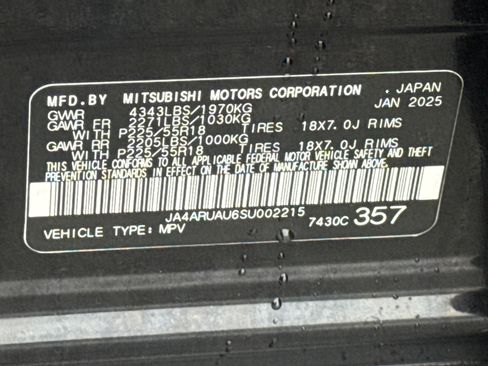 MFD.BY MITSUBISHI MOTORS CORPORATION . JAPAN
GVWR 4343LBS/1970KG JAN 2025
GAWR FR 2271LBS/1030KG
WITH P225/55R18 TIRES 18X7.0J RIMS
GAWR RR 2205LBS/1000KG
WITH P225/55R18 TIRES 18X7.0J RIMS
THIS VEHICLE CONFORMS TO ALL APPLICABLE FEDERAL MOTOR VEHICLE SAFETY AND THEFT
PREVENTION STANDARDS IN EFFECT ON THE DATE OF MANUFACTURE SHOWN ABOVE.
JA4ARUAU6SU002215
VEHICLE TYPE: MPV 7430C 357